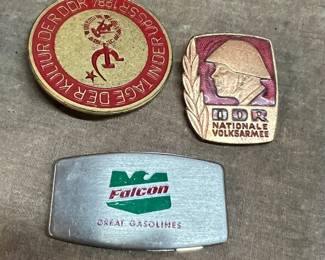 TAGE DER KULTUR DER DDR
DDR
NATIONALE
VOLKSARMEE
Falcon
GREAT GASOLINES